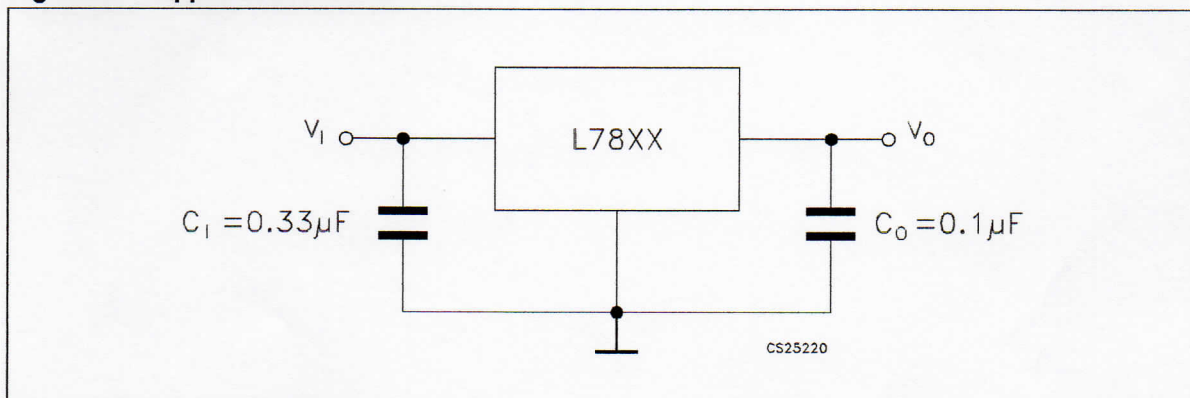 V_I
L78XX
V_O
C_I =0.33µF
C_O =0.1µF
CS25220